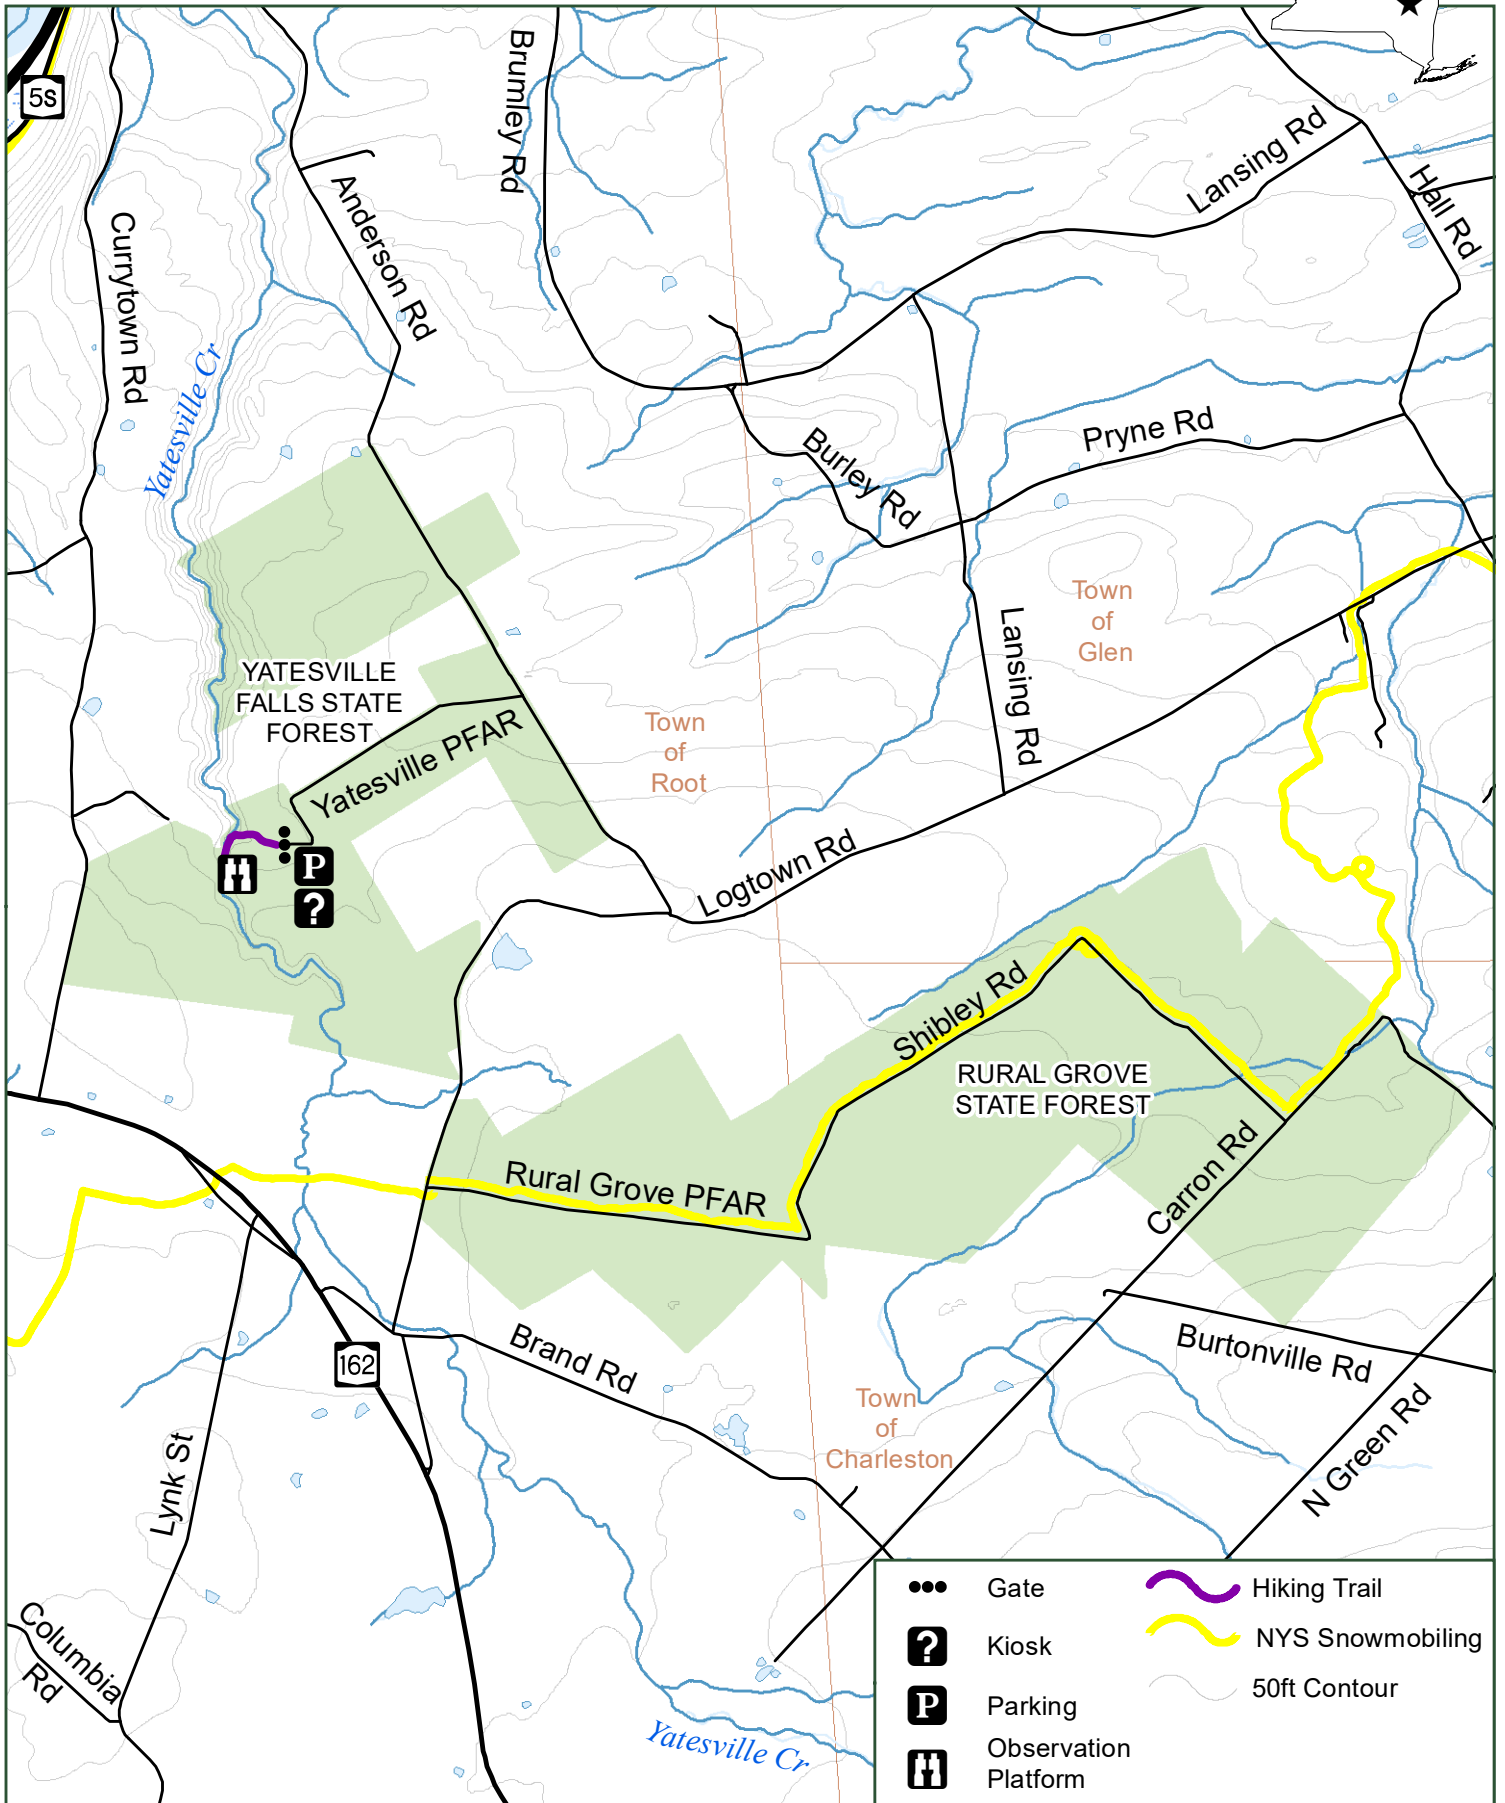 5S
Brumley Rd
Lansing Rd
Hall Rd
Anderson Rd
Currytown Rd
Yatesville Cr
Pryne Rd
Burley Rd
Town
of
Glen
Lansing Rd
YATESVILLE
FALLS STATE
FOREST
Yatesville PFAR
Town
of
Root
Logtown Rd
P
?
Shibley Rd
RURAL GROVE
STATE FOREST
Rural Grove PFAR
Carron Rd
Brand Rd
162
Burtonville Rd
Town
of
Charleston
N Green Rd
Lynk St
Columbia
Rd
Yatesville Cr
Gate
? Kiosk
P Parking
Observation
Platform
Hiking Trail
NYS Snowmobiling
50ft Contour